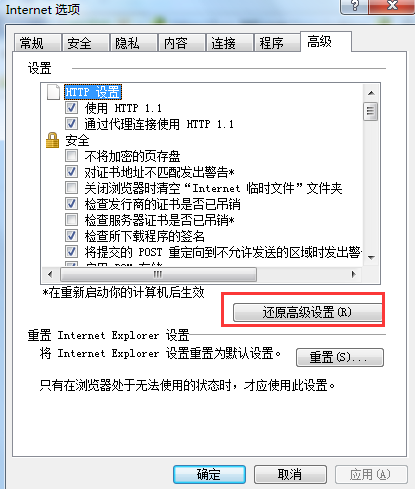 Internet 选项
?
常规 安全 隐私 内容 连接 程序 高级
设置
HTTP 设置
使用 HTTP 1.1
通过代理连接使用 HTTP 1.1
安全
不将加密的页存盘
对证书地址不匹配发出警告*
关闭浏览器时清空“Internet 临时文件”文件夹
检查发行商的证书是否已吊销
检查服务器证书是否已吊销*
检查所下载程序的签名
将提交的 POST 重定向到不允许发送的区域时发出警
*在重新启动你的计算机后生效
还原高级设置(R)
重置 Internet Explorer 设置
将 Internet Explorer 设置重置为默认设置。
重置(S)...
只有在浏览器处于无法使用的状态时，才应使用此设置。
确定 取消 应用(A)